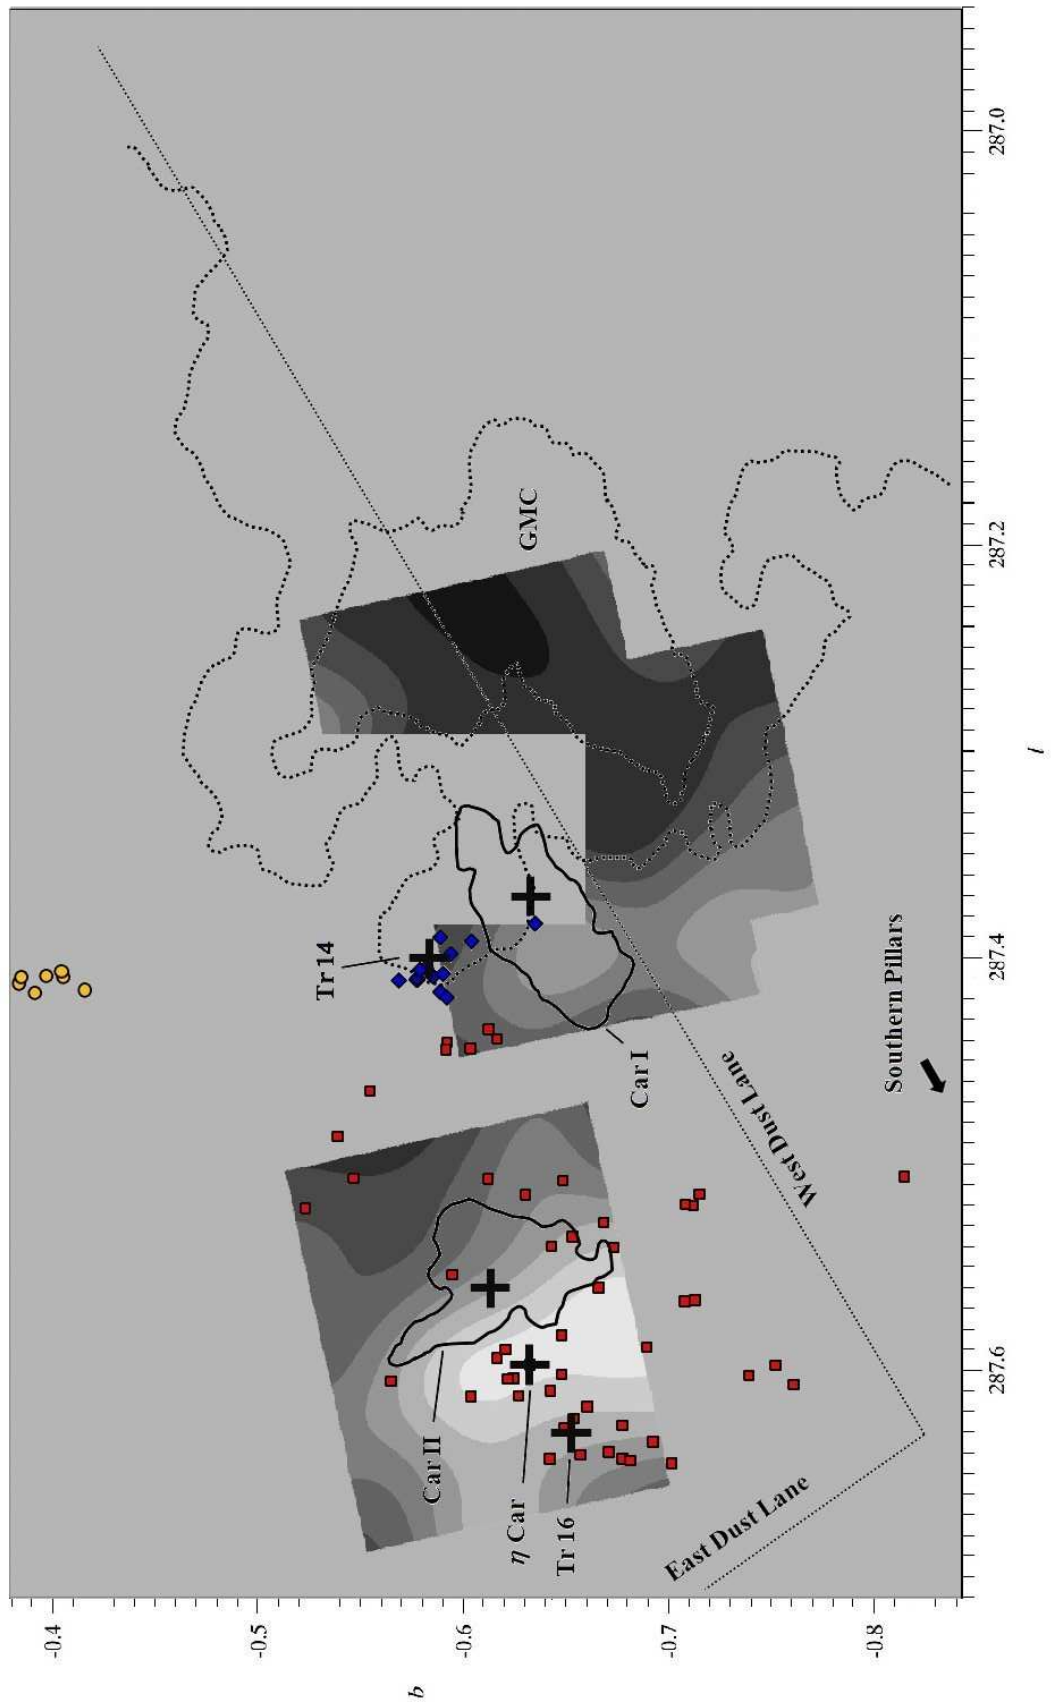 Tr 14
GMC
Car I
Car II
η Car
Tr 16
West Dust Lane
East Dust Lane
Southern Pillars
-0.4
-0.5
-0.6
-0.7
-0.8
b
287.6
287.4
287.2
287.0
l